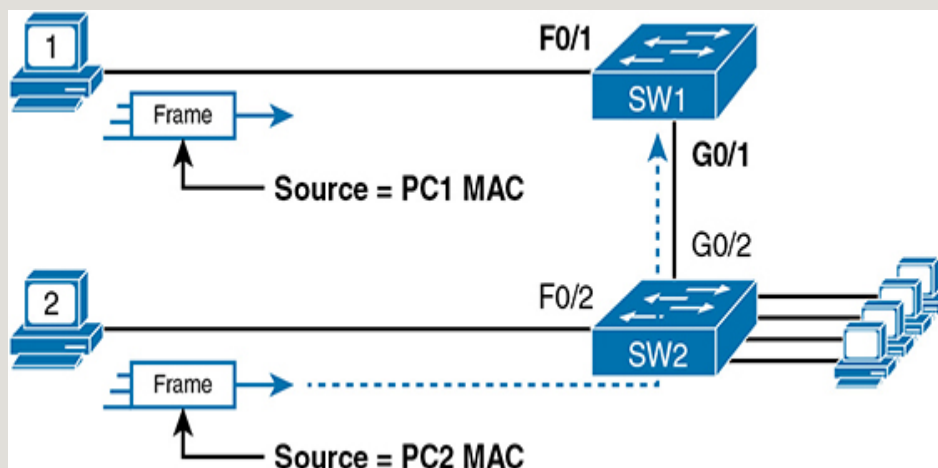 1
F0/1
SW1
Frame
Source = PC1 MAC
G0/1
G0/2
2
F0/2
SW2
Frame
Source = PC2 MAC